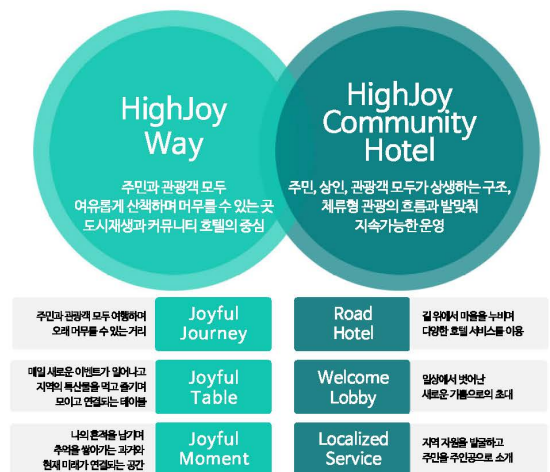 HighJoy
Way
주민과 관광객 모두
여유롭게 산책하며 머무를 수 있는 곳
도시재생과 커뮤니티 호텔의 중심
HighJoy
Community
Hotel
주민, 상인, 관광객 모두가 상생하는 구조,
체류형 관광의 흐름과 발맞춰
지속가능한 운영
주민과 관광객 모두 여행하며
오래 머무를 수 있는 거리
Joyful
Journey
Road
Hotel
길 위에서 마을을 누비며
다양한 호텔 서비스를 이용
매일 새로운 이벤트가 일어나고
지역의 특산물을 먹고 즐기며
모이고 연결되는 테이블
Joyful
Table
Welcome
Lobby
일상에서 벗어난
새로운 기쁨으로의 초대
나의 흔적을 남기며
추억을 쌓아가는 과거와
현재 미래가 연결되는 공간
Joyful
Moment
Localized
Service
지역 자원을 발굴하고
주민을 주인공으로 소개